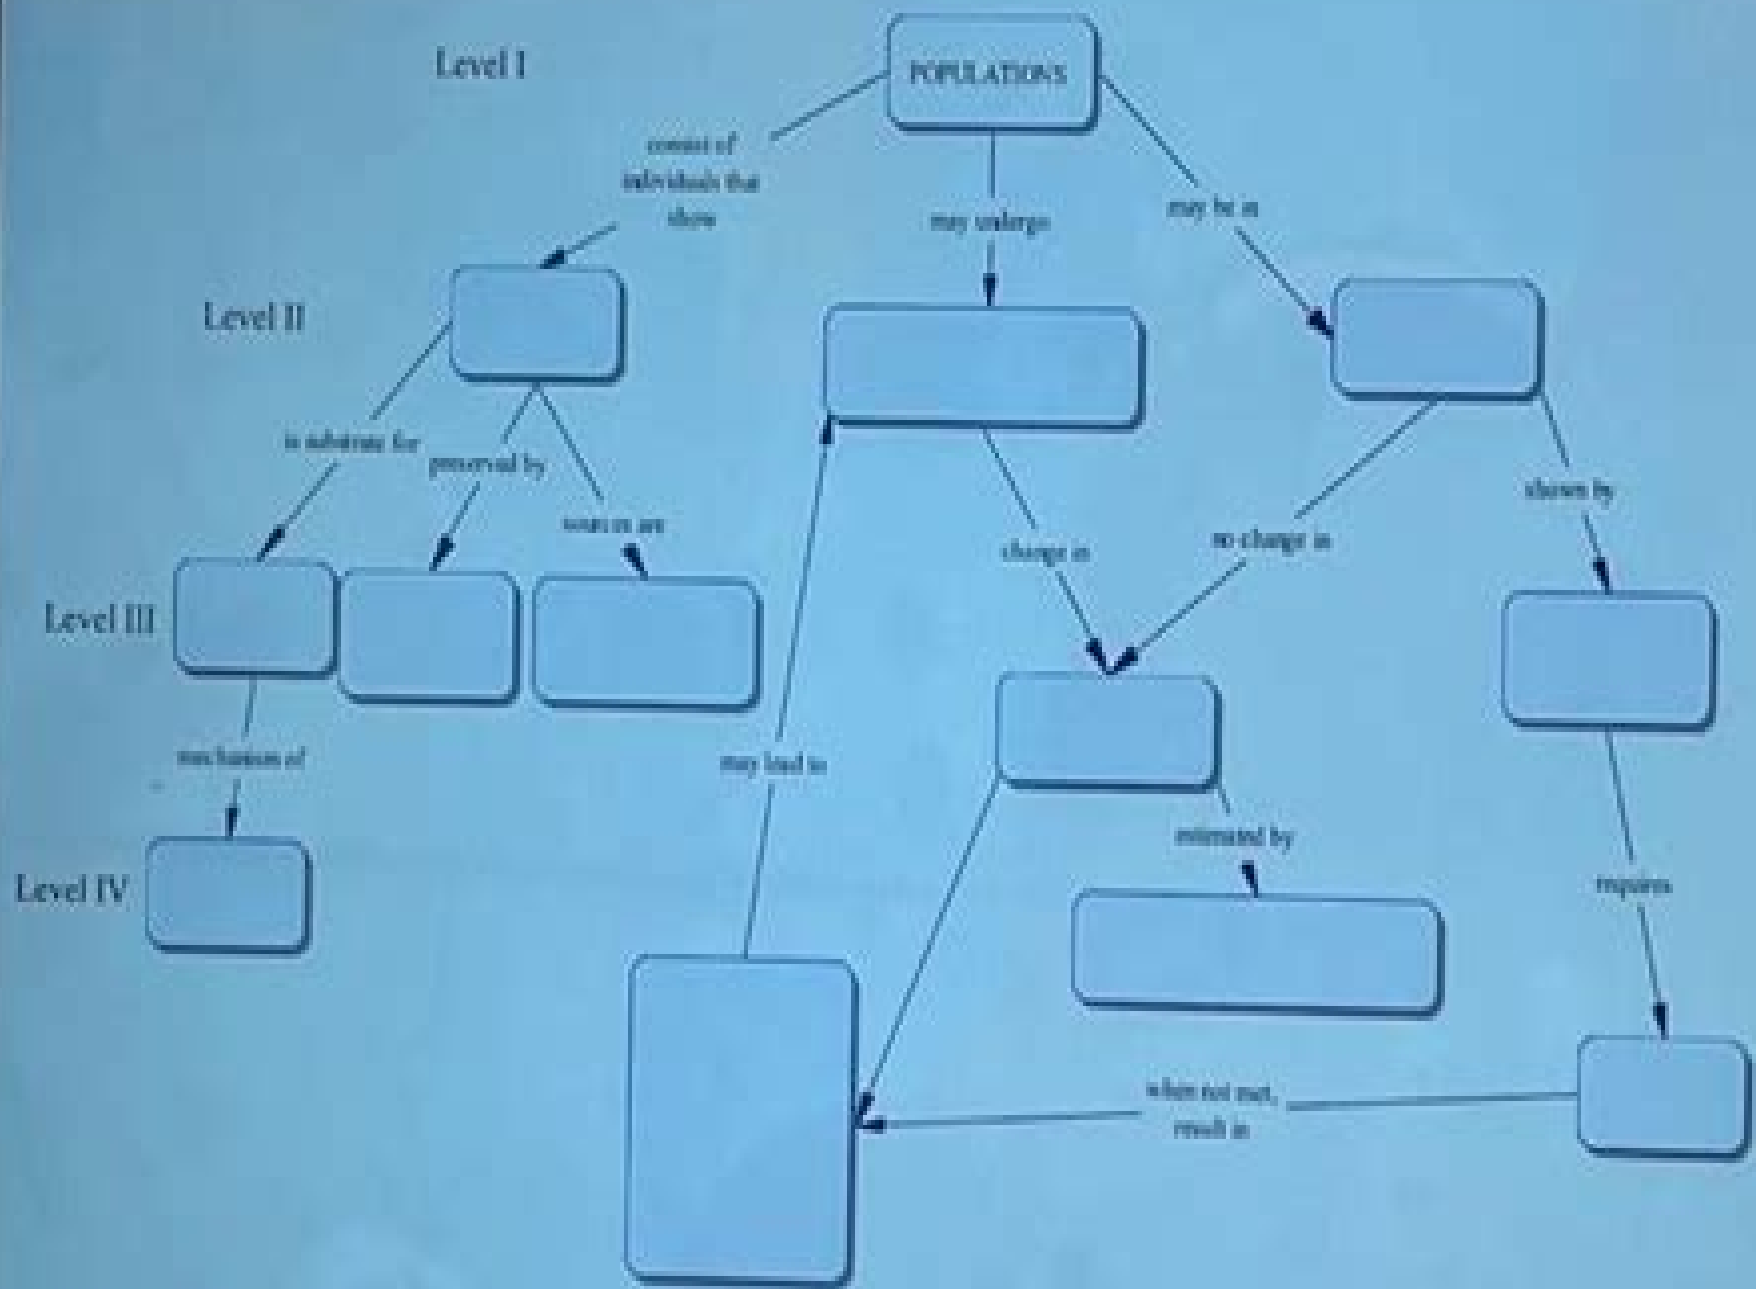 Level I
POPULATIONS
consist of
individuals that
show
may undergo
may be in
Level II
is substrate for
preserved by
sources are
change in
no change in
shown by
Level III
mechanism of
may lead to
estimated by
Level IV
requires
when not met,
result in